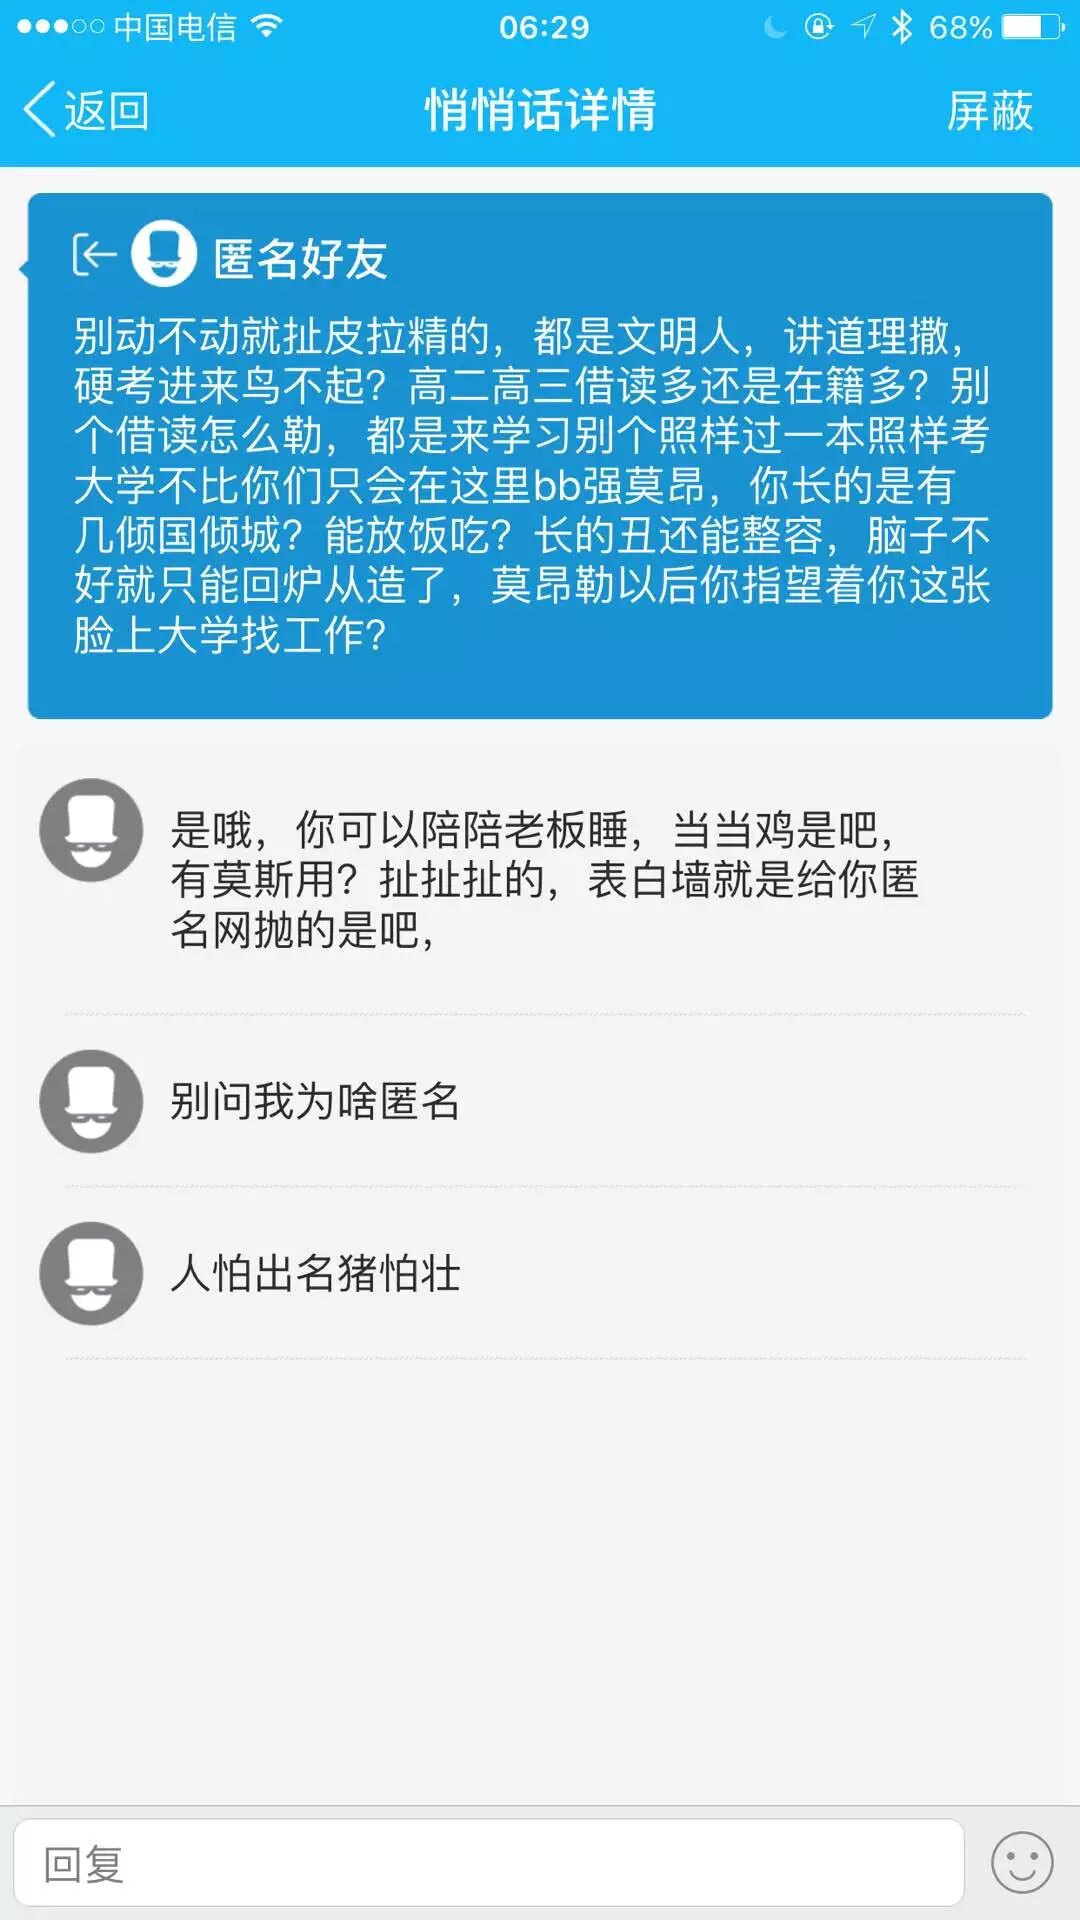 中国电信
06:29
68%
返回
悄悄话详情
屏蔽
匿名好友
别动不动就扯皮拉精的，都是文明人，讲道理撒，
硬考进来鸟不起？高二高三借读多还是在籍多？别
个借读怎么勒，都是来学习别个照样过一本照样考
大学不比你们只会在这里bb强莫昂，你长的是有
几倾国倾城？能放饭吃？长的丑还能整容，脑子不
好就只能回炉从造了，莫昂勒以后你指望着你这张
脸上大学找工作？
是哦，你可以陪陪老板睡，当当鸡是吧，
有莫斯用？扯扯扯的，表白墙就是给你匿
名网抛的是吧，
别问我为啥匿名
人怕出名猪怕壮
回复